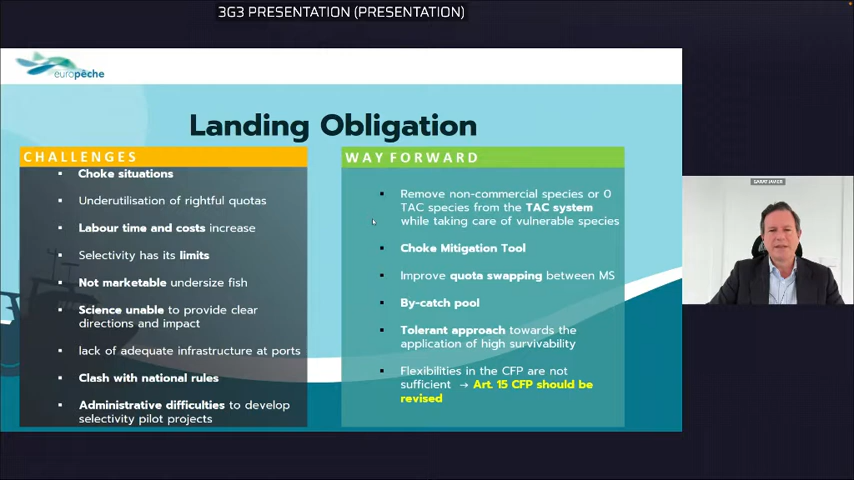 3G3 PRESENTATION (PRESENTATION)
europêche
Landing Obligation
CHALLENGES
Choke situations
Underutilisation of rightful quotas
Labour time and costs increase
Selectivity has its limits
Not marketable undersize fish
Science unable to provide clear
directions and impact
lack of adequate infrastructure at ports
Clash with national rules
Administrative difficulties to develop
selectivity pilot projects
WAY FORWARD
Remove non-commercial species or 0
TAC species from the TAC system
while taking care of vulnerable species
Choke Mitigation Tool
Improve quota swapping between MS
By-catch pool
Tolerant approach towards the
application of high survivability
Flexibilities in the CFP are not
sufficient → Art. 15 CFP should be
revised